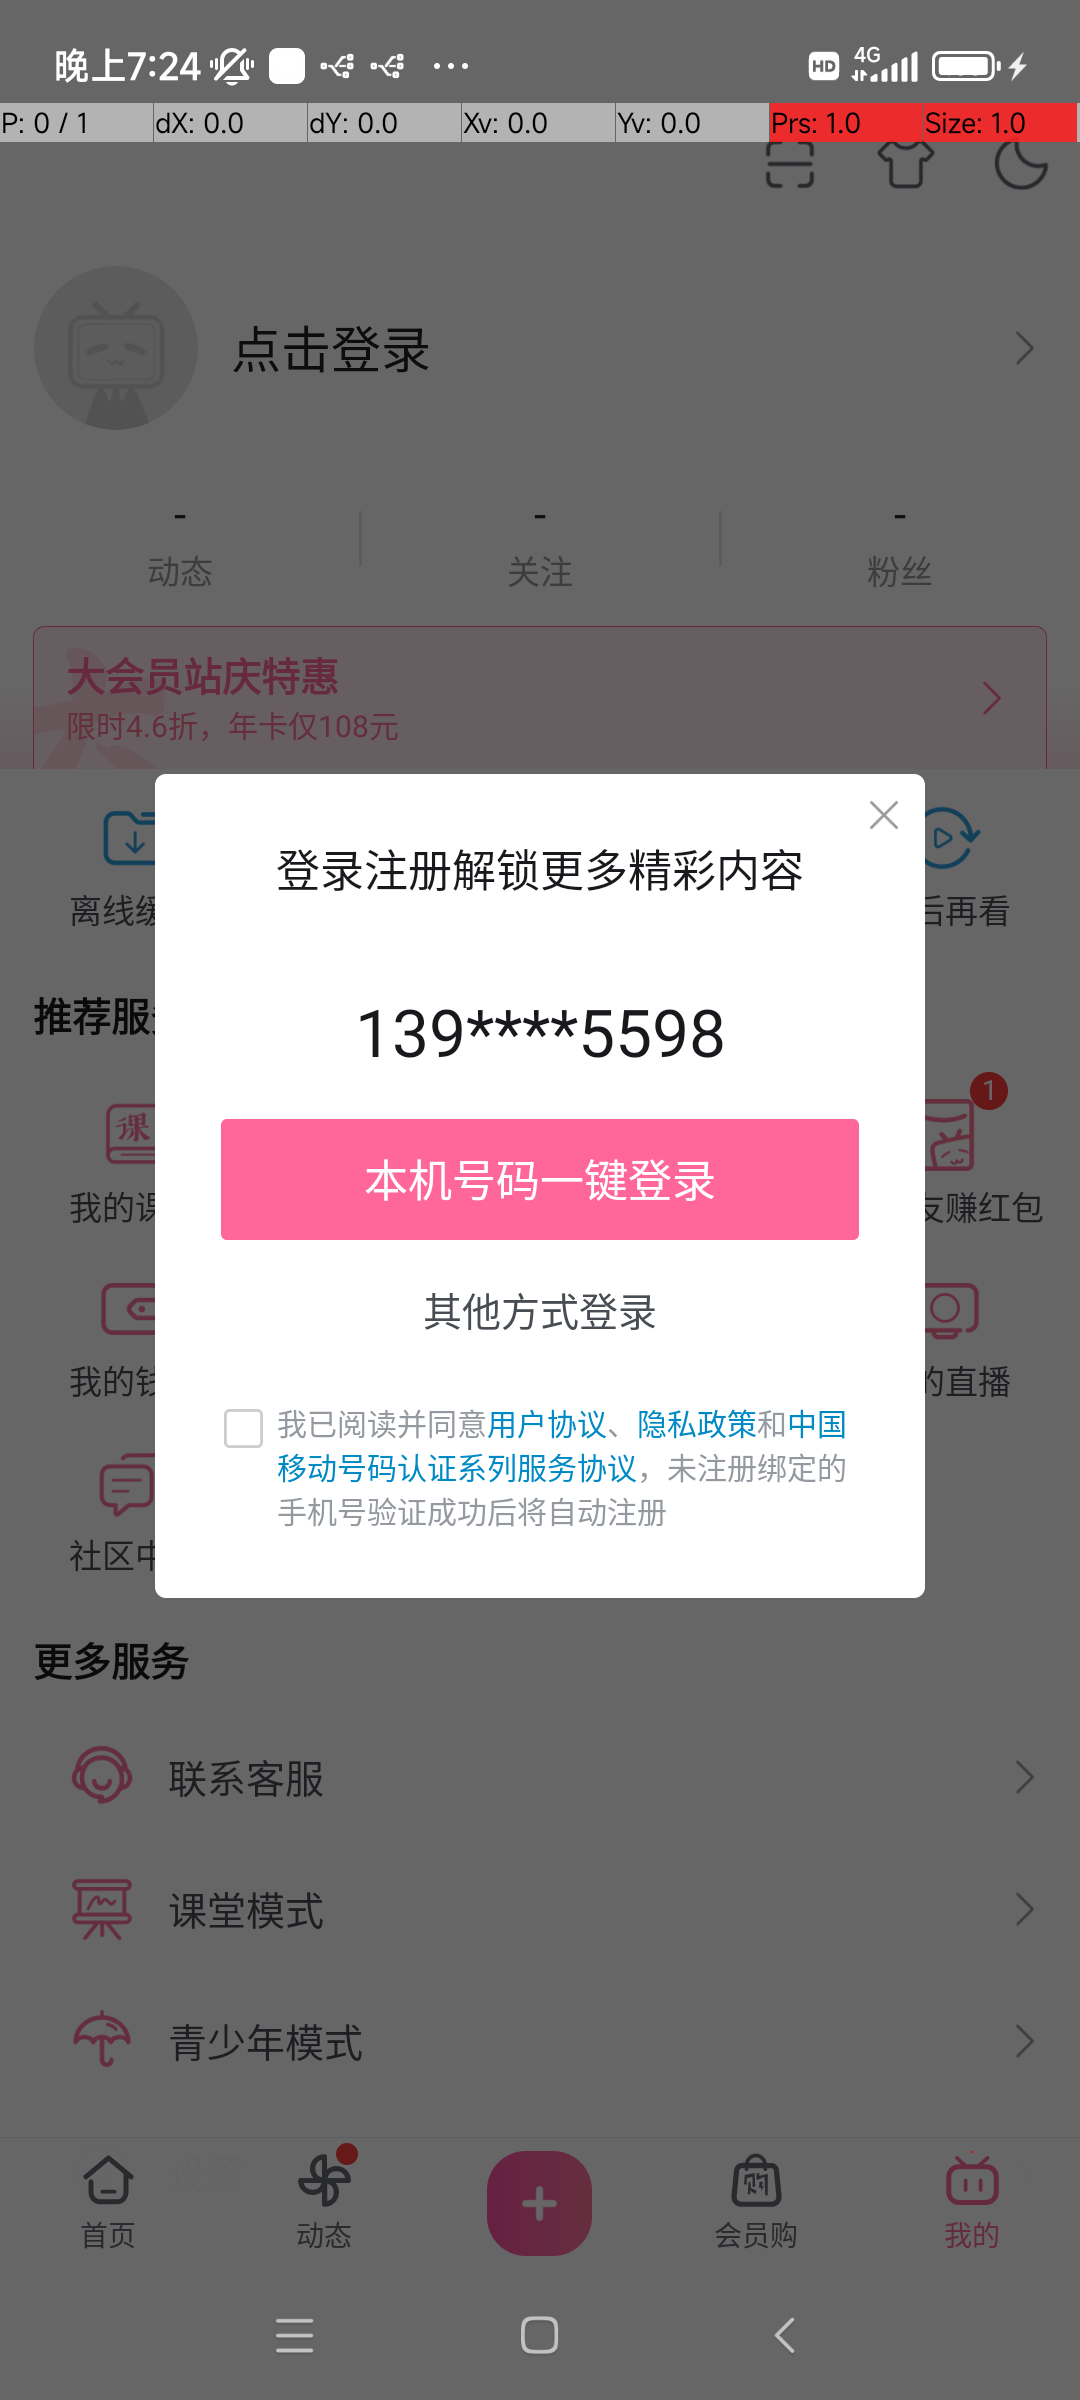 晚上7:24
HD 4G
P: 0 / 1 dX: 0.0 dY: 0.0 Xv: 0.0 Yv: 0.0 Prs: 1.0 Size: 1.0
点击登录
- - -
动态 关注 粉丝
大会员站庆特惠
限时4.6折，年卡仅108元
登录注册解锁更多精彩内容
离线缓 后再看
推荐服务
139****5598
1
课
本机号码一键登录
我的课 友赚红包
其他方式登录
我的钱 的直播
我已阅读并同意用户协议、隐私政策和中国
移动号码认证系列服务协议，未注册绑定的
手机号验证成功后将自动注册
社区中
更多服务
联系客服
课堂模式
青少年模式
设置
首页 动态 会员购 我的